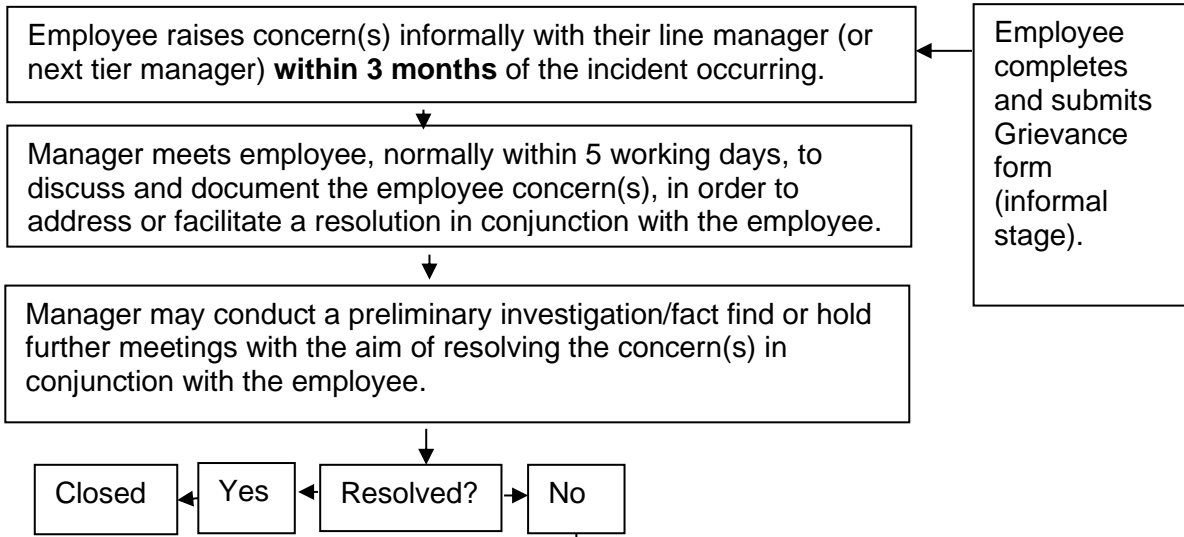 Employee raises concern(s) informally with their line manager (or
next tier manager) within 3 months of the incident occurring.
Employee
completes
and submits
Grievance
form
(informal
stage).
Manager meets employee, normally within 5 working days, to
discuss and document the employee concern(s), in order to
address or facilitate a resolution in conjunction with the employee.
Manager may conduct a preliminary investigation/fact find or hold
further meetings with the aim of resolving the concern(s) in
conjunction with the employee.
Closed
Yes
Resolved?
No